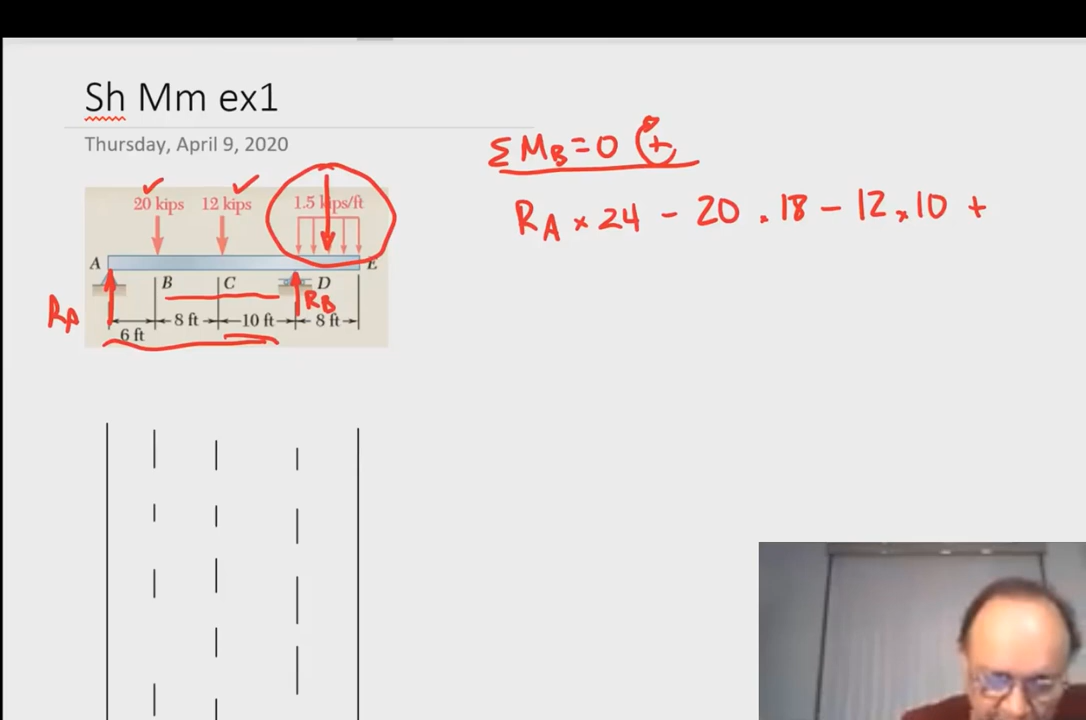 Sh Mm ex1
Thursday, April 9, 2020
ΣM_B = 0 (+
R_A × 24 - 20 . 18 - 12 × 10 +
20 kips 12 kips 1.5 kips/ft
A E
B C D
R_A R_B
8 ft 10 ft 8 ft
6 ft